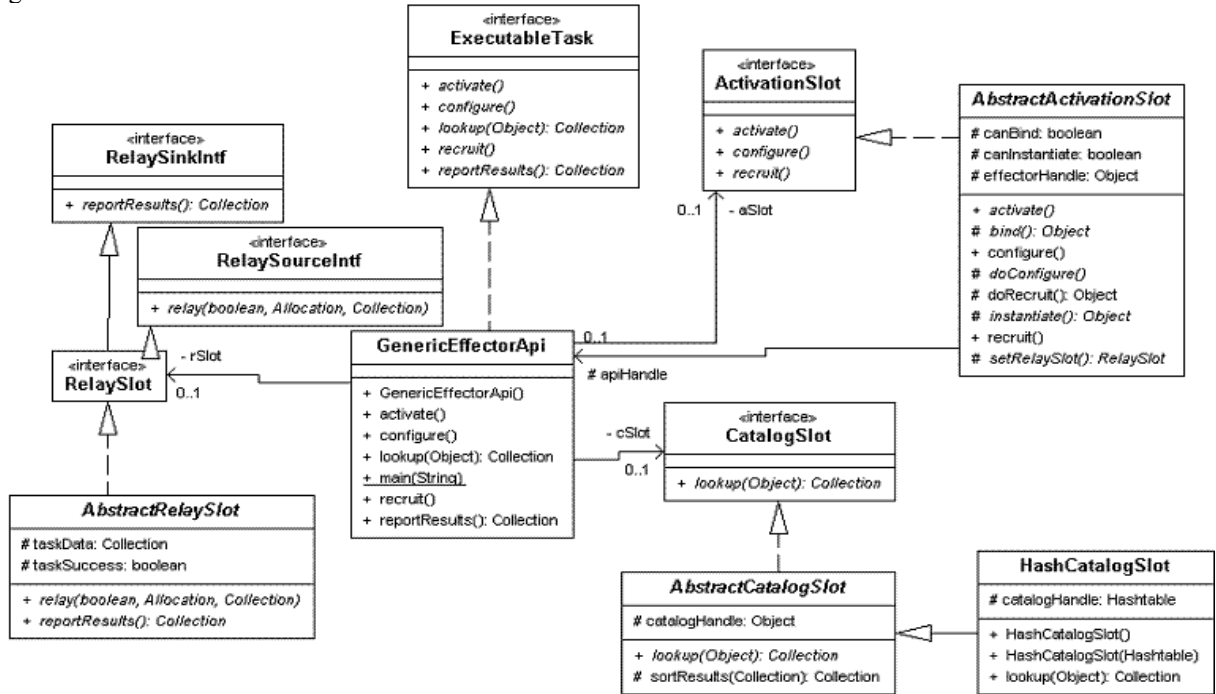 «interface»
ExecutableTask
+ activate()
+ configure()
+ lookup(Object): Collection
+ recruit()
+ reportResults(): Collection
«interface»
ActivationSlot
+ activate()
+ configure()
+ recruit()
AbstractActivationSlot
# canBind: boolean
# canInstantiate: boolean
# effectorHandle: Object
+ activate()
# bind(): Object
+ configure()
# doConfigure()
# doRecruit(): Object
# instantiate(): Object
+ recruit()
# setRelaySlot(): RelaySlot
«interface»
RelaySinkIntf
+ reportResults(): Collection
«interface»
RelaySourceIntf
+ relay(boolean, Allocation, Collection)
0..1
- aSlot
0..1
# apiHandle
«interface»
RelaySlot
- rSlot
0..1
GenericEffectorApi
+ GenericEffectorApi()
+ activate()
+ configure()
+ lookup(Object): Collection
+ main(String)
+ recruit()
+ reportResults(): Collection
- cSlot
0..1
«interface»
CatalogSlot
+ lookup(Object): Collection
AbstractRelaySlot
# taskData: Collection
# taskSuccess: boolean
+ relay(boolean, Allocation, Collection)
+ reportResults(): Collection
AbstractCatalogSlot
# catalogHandle: Object
+ lookup(Object): Collection
# sortResults(Collection): Collection
HashCatalogSlot
# catalogHandle: Hashtable
+ HashCatalogSlot()
+ HashCatalogSlot(Hashtable)
+ lookup(Object): Collection